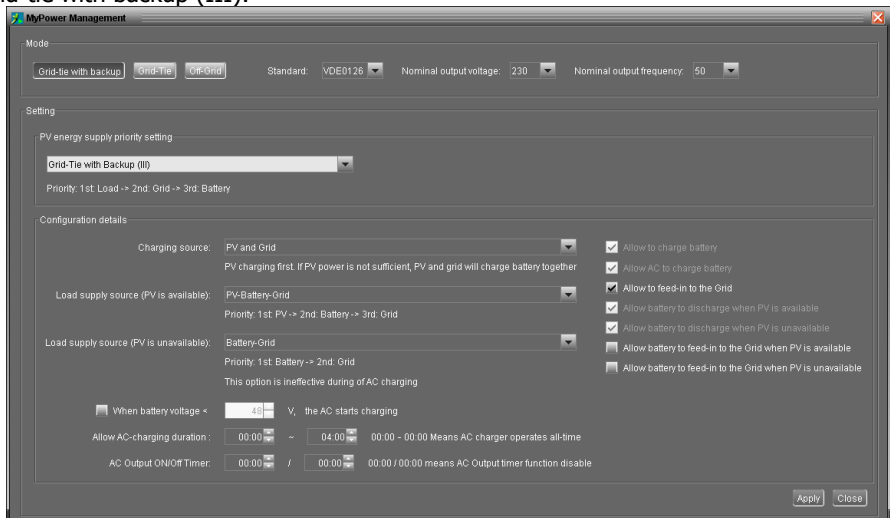 MyPower Management
Mode
Grid-tie with backup Grid-Tie Off-Grid Standard: VDE0126 Nominal output voltage: 230 Nominal output frequency: 50
Setting
PV energy supply priority setting
Grid-Tie with Backup (III)
Priority: 1st: Load -> 2nd: Grid -> 3rd: Battery
Configuration details
Charging source: PV and Grid
PV charging first. If PV power is not sufficient, PV and grid will charge battery together
Load supply source (PV is available): PV-Battery-Grid
Priority: 1st: PV -> 2nd: Battery -> 3rd: Grid
Load supply source (PV is unavailable): Battery-Grid
Priority: 1st: Battery -> 2nd: Grid
This option is ineffective during of AC charging
Allow to charge battery
Allow AC to charge battery
Allow to feed-in to the Grid
Allow battery to discharge when PV is available
Allow battery to discharge when PV is unavailable
Allow battery to feed-in to the Grid when PV is available
Allow battery to feed-in to the Grid when PV is unavailable
When battery voltage < 48 V, the AC starts charging
Allow AC-charging duration : 00:00 ~ 04:00 00:00 - 00:00 Means AC charger operates all-time
AC Output ON/Off Timer: 00:00 / 00:00 00:00 / 00:00 means AC Output timer function disable
Apply Close